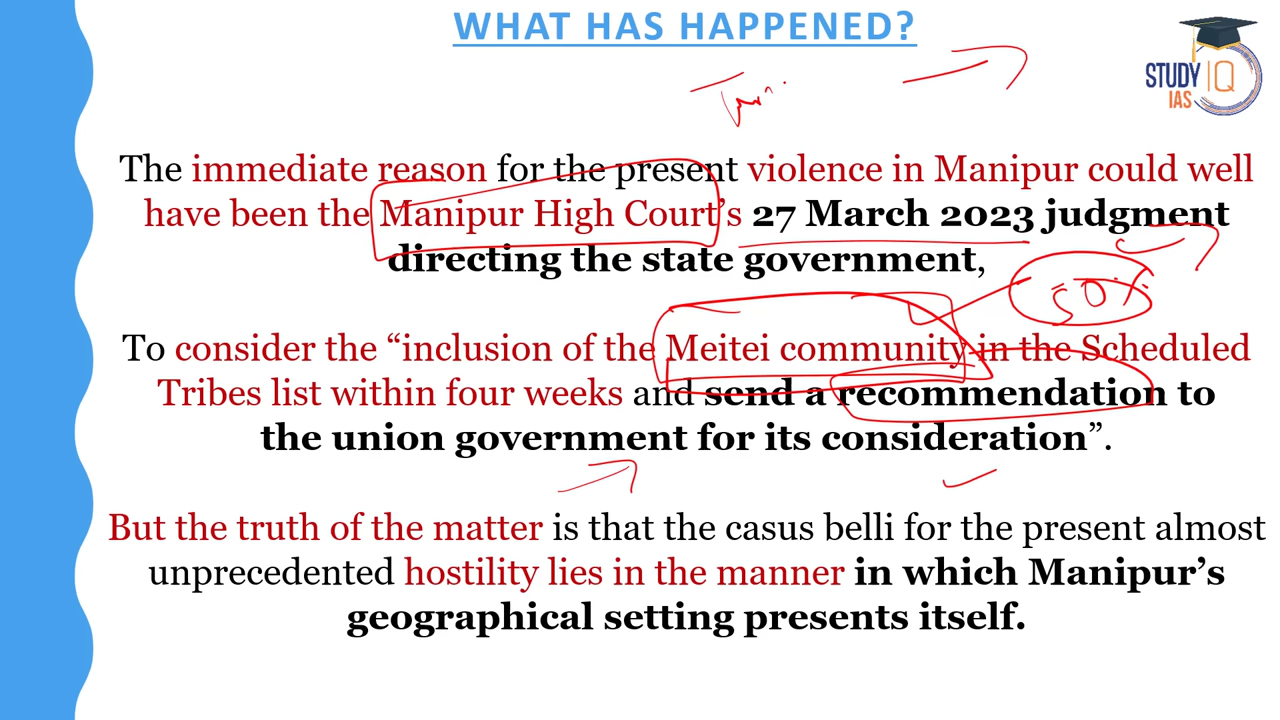 WHAT HAS HAPPENED?
STUDY IQ
IAS
The immediate reason for the present violence in Manipur could well
have been the Manipur High Court's 27 March 2023 judgment
directing the state government,
50%
To consider the “inclusion of the Meitei community in the Scheduled
Tribes list within four weeks and send a recommendation to
the union government for its consideration”.
But the truth of the matter is that the casus belli for the present almost
unprecedented hostility lies in the manner in which Manipur's
geographical setting presents itself.